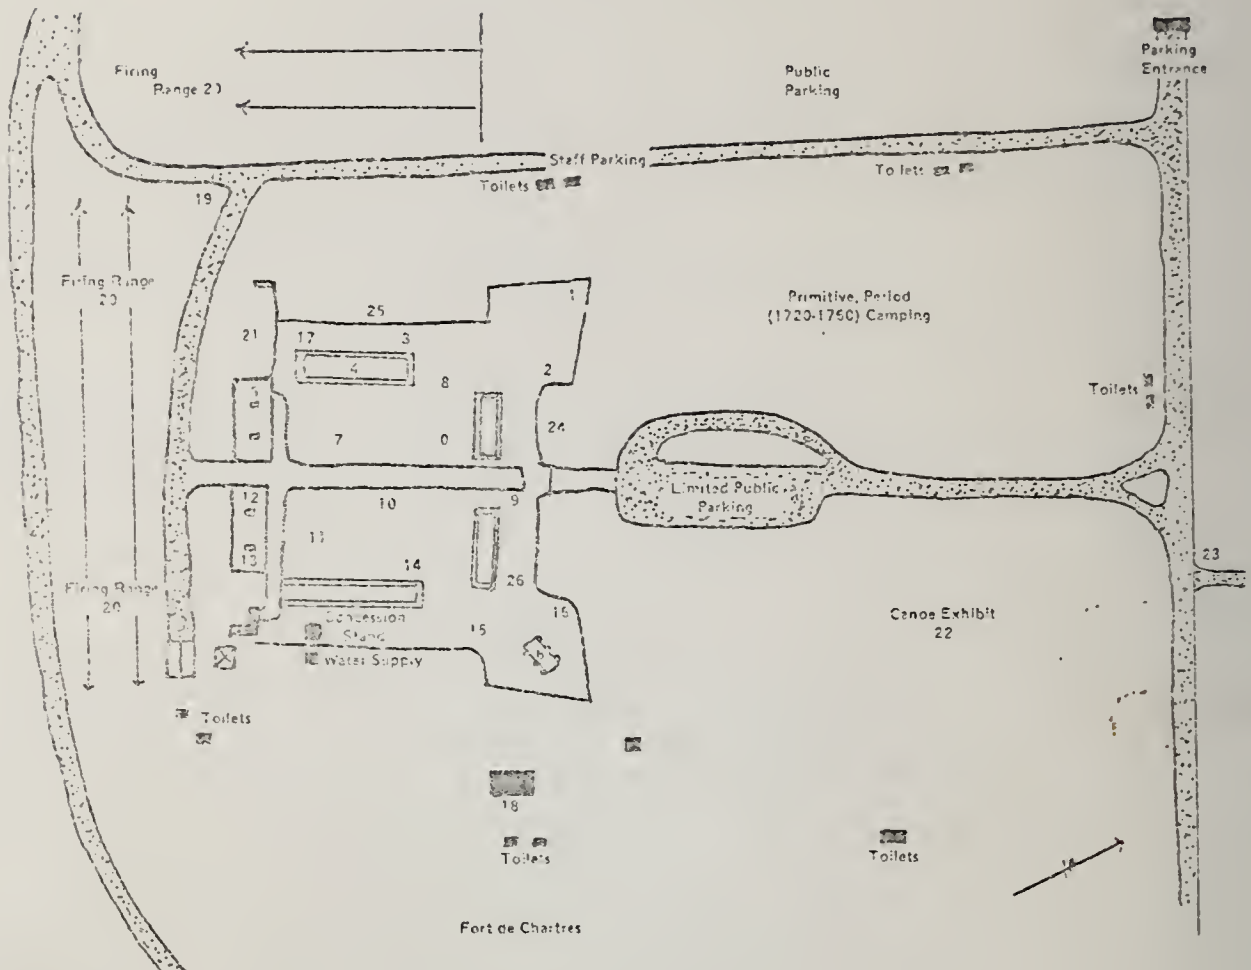 Parking
Entrance
Firing
Range 20
Public
Parking
Staff Parking
Toilets
Toilets
19
Firing Range
20
1
Primitive, Period
(1720-1760) Camping
25
21
17
3
4
2
8
Toilets
24
7
Limited Public
Parking
12
10
9
11
23
13
14
26
Firing Range
20
Canoe Exhibit
22
Concession
Stand
15
16
Water Supply
Toilets
18
Toilets
Toilets
Fort de Chartres